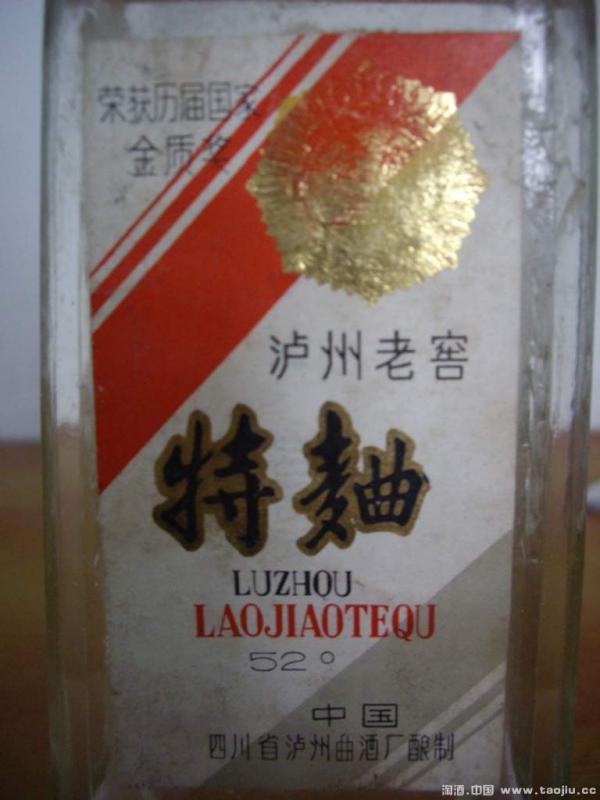 荣获历届国家
金质奖
泸州老窖
特麯
LUZHOU
LAOJIAOTEQU
52°
中国
四川省泸州曲酒厂酿制
淘酒.中国 www.taojiu.cc